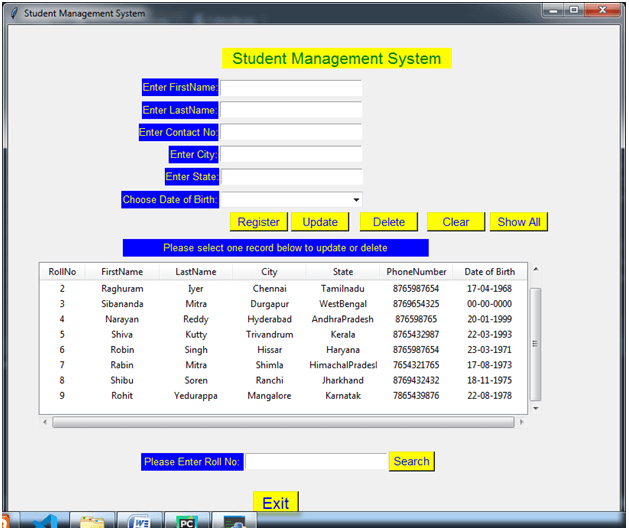 Student Management System
Student Management System
Enter FirstName:
Enter LastName:
Enter Contact No:
Enter City:
Enter State:
Choose Date of Birth:
Register Update Delete Clear Show All
Please select one record below to update or delete
RollNo FirstName LastName City State PhoneNumber Date of Birth
2 Raghuram Iyer Chennai Tamilnadu 8765987654 17-04-1968
3 Sibananda Mitra Durgapur WestBengal 9769654325 00-00-0000
4 Narayan Reddy Hyderabad AndhraPradesh 876598765 20-01-1999
5 Shiva Kutty Trivandrum Kerala 8765432987 22-03-1993
6 Robin Singh Hissar Haryana 8765987654 23-03-1971
7 Rabin Mitra Shimla HimachalPradesl 7654321765 17-08-1973
8 Shibu Soren Ranchi Jharkhand 8769432432 18-11-1975
9 Rohit Yedurappa Mangalore Karnatak 7865439876 22-08-1978
Please Enter Roll No: Search
Exit
W PC